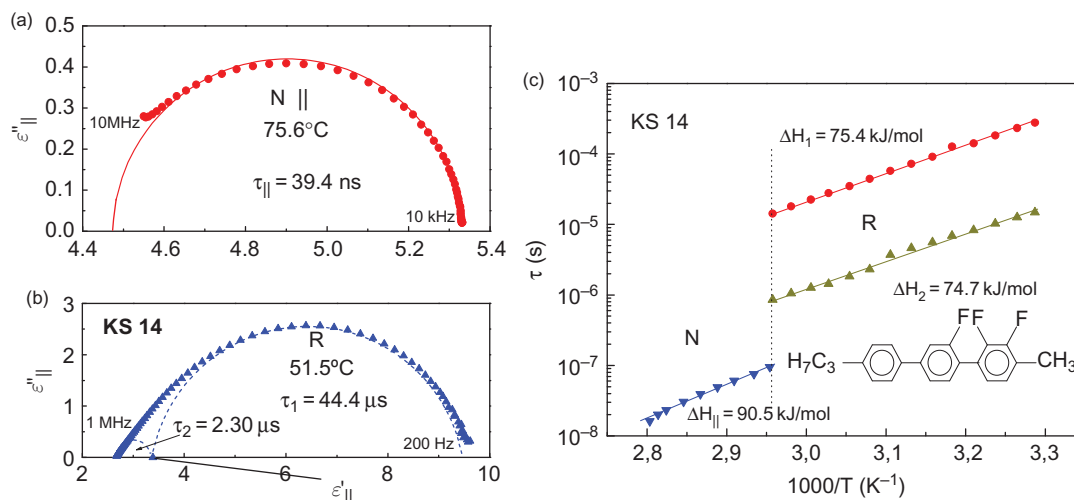 (a)
0.5
0.4
0.3
0.2
0.1
0.0
ε"||
10MHz
N ||
75.6°C
τ|| = 39.4 ns
10 kHz
4.4 4.6 4.8 5.0 5.2 5.4
(b)
3
2
1
0
ε"||
KS 14
R
51.5ºC
τ1 = 44.4 μs
1 MHz
τ2 = 2.30 μs
200 Hz
2 4 6 8 10
ε'||
(c)
10−3
10−4
10−5
10−6
10−7
10−8
τ (s)
KS 14
ΔH1 = 75.4 kJ/mol
R
ΔH2 = 74.7 kJ/mol
N
F F F
H7C3 CH3
ΔH|| = 90.5 kJ/mol
2,8 2,9 3,0 3,1 3,2 3,3
1000/T (K−1)